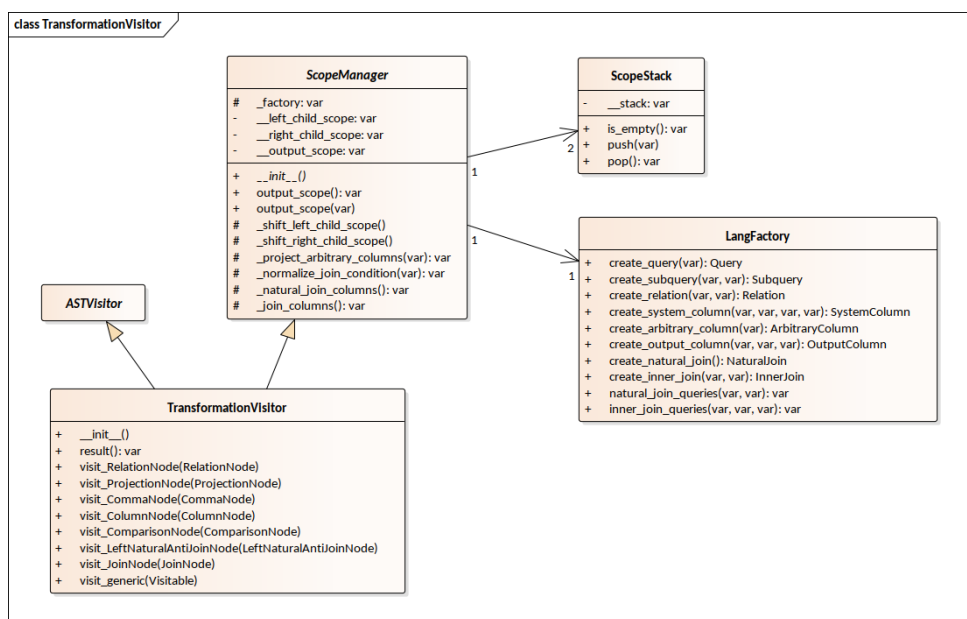 class TransformationVisitor
ScopeManager
# _factory: var
- __left_child_scope: var
- __right_child_scope: var
- __output_scope: var
+ __init__()
+ output_scope(): var
+ output_scope(var)
# _shift_left_child_scope()
# _shift_right_child_scope()
# _project_arbitrary_columns(var): var
# _normalize_join_condition(var): var
# _natural_join_columns(): var
# _join_columns(): var
ScopeStack
- __stack: var
+ is_empty(): var
+ push(var)
+ pop(): var
1
2
1
1
LangFactory
+ create_query(var): Query
+ create_subquery(var, var): Subquery
+ create_relation(var, var): Relation
+ create_system_column(var, var, var, var): SystemColumn
+ create_arbitrary_column(var): ArbitraryColumn
+ create_output_column(var, var, var): OutputColumn
+ create_natural_join(): NaturalJoin
+ create_inner_join(var, var): InnerJoin
+ natural_join_queries(var, var): var
+ inner_join_queries(var, var, var): var
ASTVisitor
TransformationVisitor
+ __init__()
+ result(): var
+ visit_RelationNode(RelationNode)
+ visit_ProjectionNode(ProjectionNode)
+ visit_CommaNode(CommaNode)
+ visit_ColumnNode(ColumnNode)
+ visit_ComparisonNode(ComparisonNode)
+ visit_LeftNaturalAntiJoinNode(LeftNaturalAntiJoinNode)
+ visit_JoinNode(JoinNode)
+ visit_generic(Visitable)